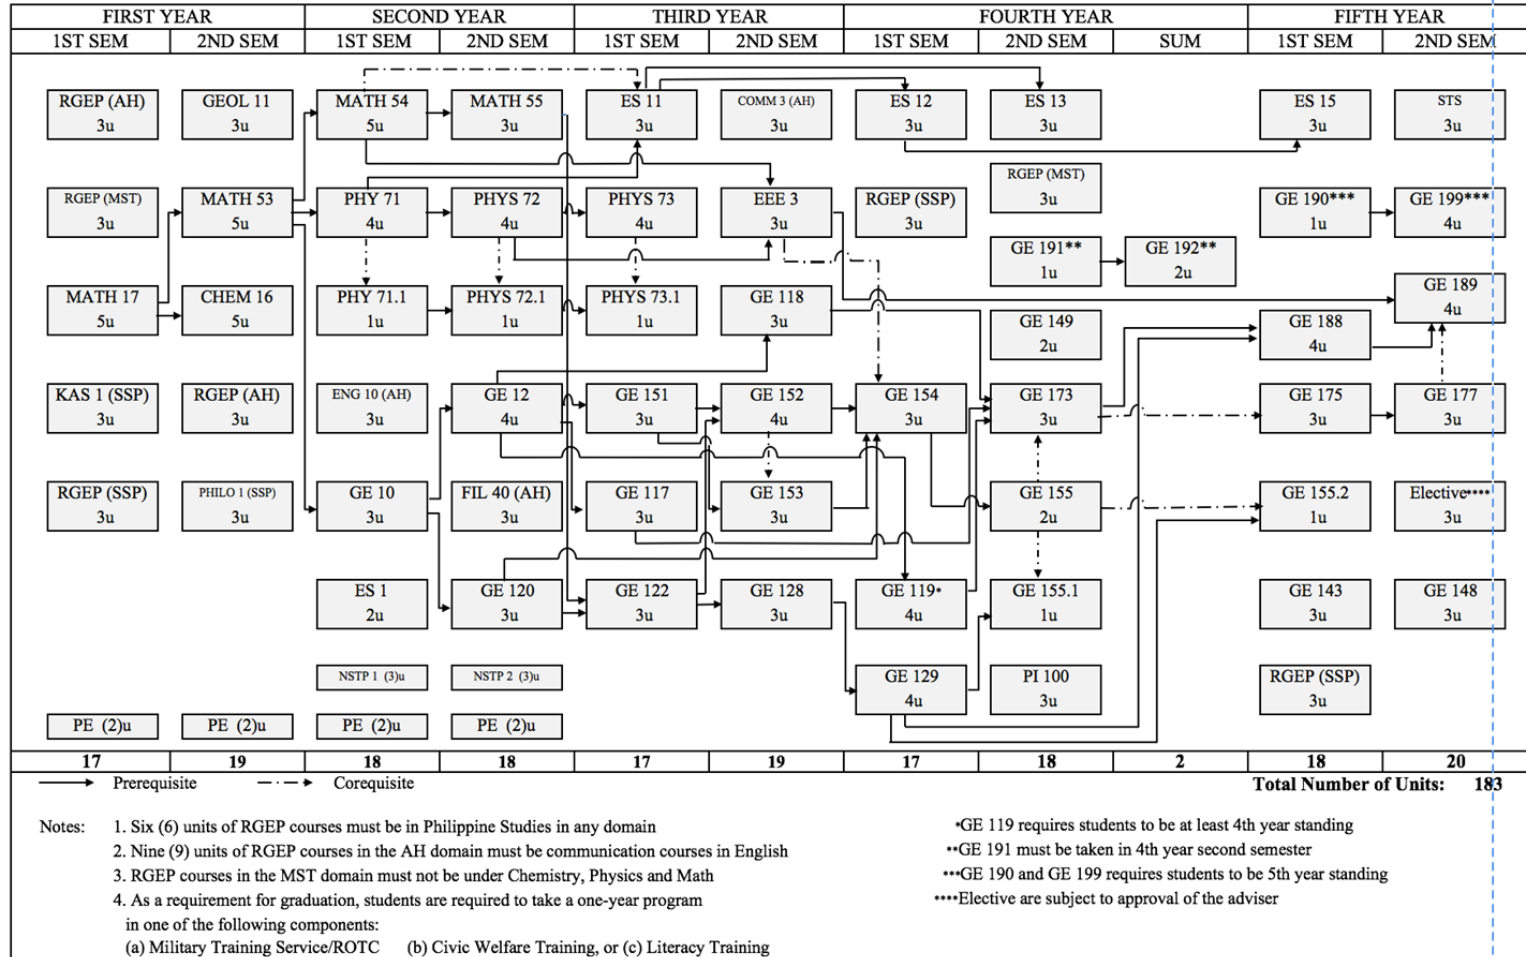 FIRST YEAR SECOND YEAR THIRD YEAR FOURTH YEAR FIFTH YEAR
1ST SEM 2ND SEM 1ST SEM 2ND SEM 1ST SEM 2ND SEM 1ST SEM 2ND SEM SUM 1ST SEM 2ND SEM
RGEP (AH) GEOL 11 MATH 54 MATH 55 ES 11 COMM 3 (AH) ES 12 ES 13 ES 15 STS
3u 3u 5u 3u 3u 3u 3u 3u 3u 3u
RGEP (MST)
3u
RGEP (MST) MATH 53 PHY 71 PHYS 72 PHYS 73 EEE 3 RGEP (SSP) GE 190*** GE 199***
3u 5u 4u 4u 4u 3u 3u 1u 4u
GE 191** GE 192**
1u 2u
MATH 17 CHEM 16 PHY 71.1 PHYS 72.1 PHYS 73.1 GE 118 GE 189
5u 5u 1u 1u 1u 3u 4u
GE 149 GE 188
2u 4u
KAS 1 (SSP) RGEP (AH) ENG 10 (AH) GE 12 GE 151 GE 152 GE 154 GE 173 GE 175 GE 177
3u 3u 3u 4u 3u 4u 3u 3u 3u 3u
RGEP (SSP) PHILO 1 (SSP) GE 10 FIL 40 (AH) GE 117 GE 153 GE 155 GE 155.2 Elective****
3u 3u 3u 3u 3u 3u 2u 1u 3u
ES 1 GE 120 GE 122 GE 128 GE 119* GE 155.1 GE 143 GE 148
2u 3u 3u 3u 4u 1u 3u 3u
NSTP 1 (3)u NSTP 2 (3)u GE 129 PI 100 RGEP (SSP)
4u 3u 3u
PE (2)u PE (2)u PE (2)u PE (2)u
17 19 18 18 17 19 17 18 2 18 20
Prerequisite Corequisite Total Number of Units: 183
Notes: 1. Six (6) units of RGEP courses must be in Philippine Studies in any domain
2. Nine (9) units of RGEP courses in the AH domain must be communication courses in English
3. RGEP courses in the MST domain must not be under Chemistry, Physics and Math
4. As a requirement for graduation, students are required to take a one-year program
in one of the following components:
(a) Military Training Service/ROTC (b) Civic Welfare Training, or (c) Literacy Training
*GE 119 requires students to be at least 4th year standing
**GE 191 must be taken in 4th year second semester
***GE 190 and GE 199 requires students to be 5th year standing
****Elective are subject to approval of the adviser